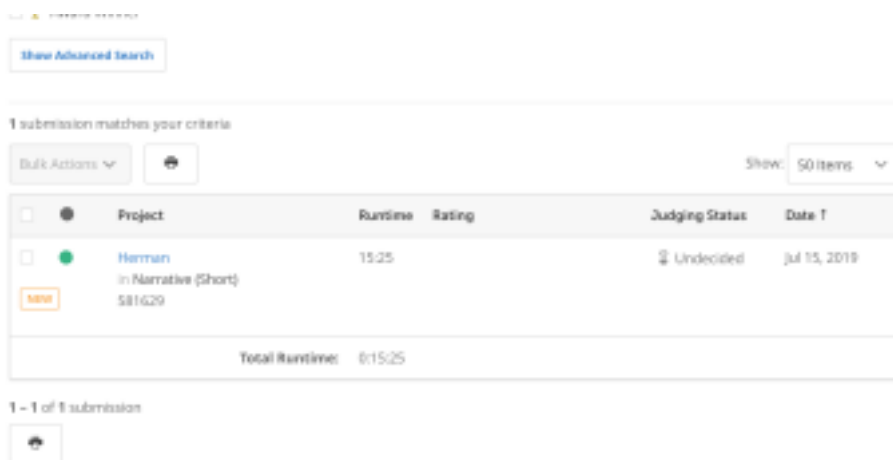 Show Advanced Search
1 submission matches your criteria
Bulk Actions
Show: 50 items
Project Runtime Rating Judging Status Date ↑
Herman 15:25 Undecided Jul 15, 2019
in Narrative (Short)
NEW S81629
Total Runtime: 0:15:25
1 – 1 of 1 submission